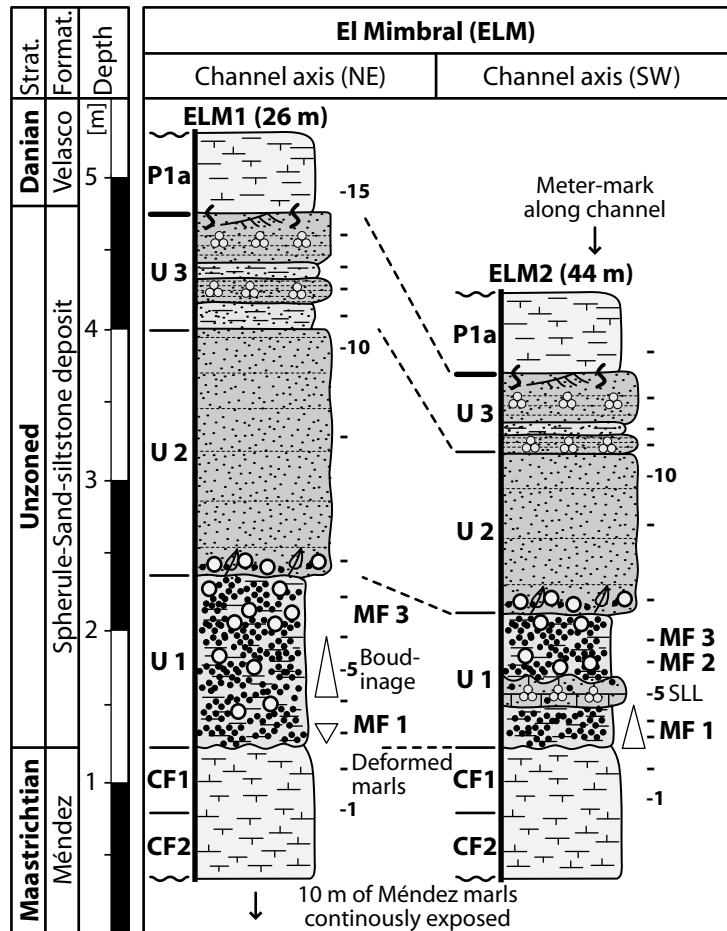 El Mimbral (ELM)
Strat.
Format.
Depth
[m]
Channel axis (NE)
Channel axis (SW)
Danian
Unzoned
Maastrichtian
Velasco
Spherule-Sand-siltstone deposit
Méndez
5
4
3
2
1
ELM1 (26 m)
P1a
U 3
U 2
U 1
CF1
CF2
-15
-10
MF 3
-5 Boud-
inage
MF 1
Deformed
marls
-1
Meter-mark
along channel
ELM2 (44 m)
P1a
U 3
U 2
U 1
CF1
CF2
-10
- MF 3
- MF 2
-5 SLL
- MF 1
-1
10 m of Méndez marls
continously exposed